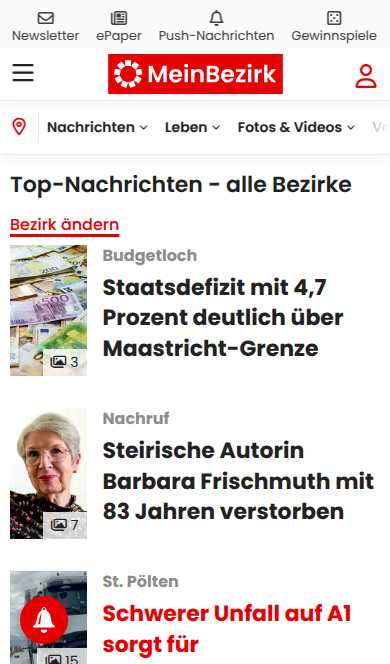 Newsletter ePaper Push-Nachrichten Gewinnspiele
MeinBezirk
Nachrichten Leben Fotos & Videos
Top-Nachrichten - alle Bezirke
Bezirk ändern
Budgetloch
Staatsdefizit mit 4,7
Prozent deutlich über
Maastricht-Grenze
3
Nachruf
Steirische Autorin
Barbara Frischmuth mit
83 Jahren verstorben
7
St. Pölten
Schwerer Unfall auf A1
sorgt für
15